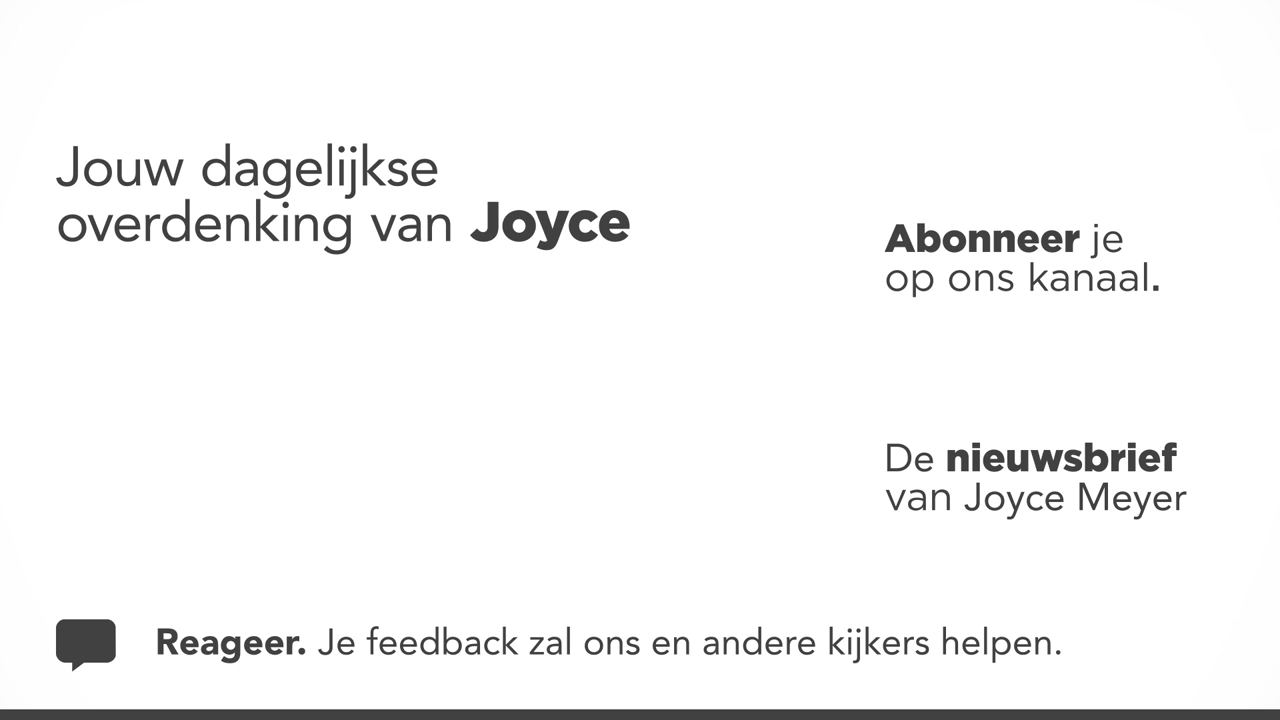 Jouw dagelijkse
overdenking van Joyce
Abonneer je
op ons kanaal.
De nieuwsbrief
van Joyce Meyer
Reageer. Je feedback zal ons en andere kijkers helpen.